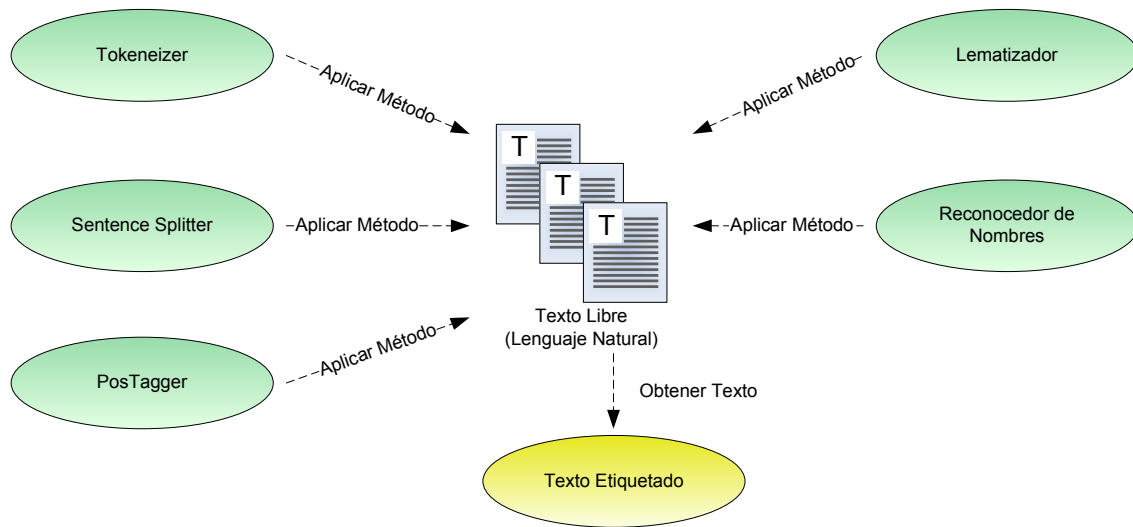 Tokeneizer
Aplicar Método
Lematizador
Aplicar Método
T
T
T
Sentence Splitter
Aplicar Método
Reconocedor de
Nombres
Aplicar Método
PosTagger
Aplicar Método
Texto Libre
(Lenguaje Natural)
Obtener Texto
Texto Etiquetado